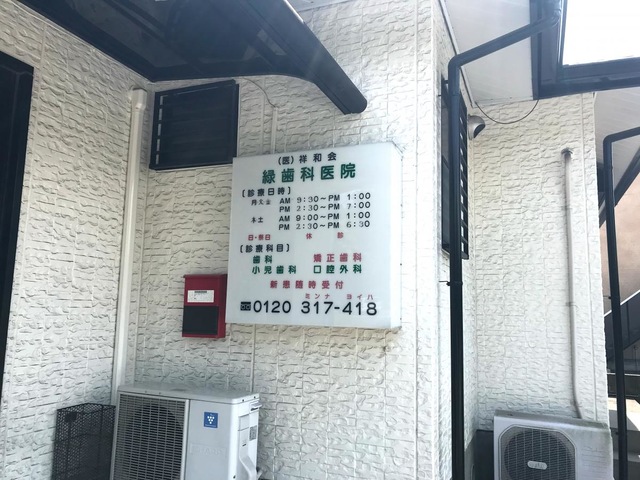 （医）祥和会
緑歯科医院
〔診療日時〕
AM 9:30～PM 1:00
PM 2:30～PM 7:00
木土 AM 9:00～PM 1:00
PM 2:30～PM 6:30
日・祭日 休診
〔診療科目〕
歯科 矯正歯科
小児歯科 口腔外科
新患随時受付
ミンナ ヨイハ
0120 317-418